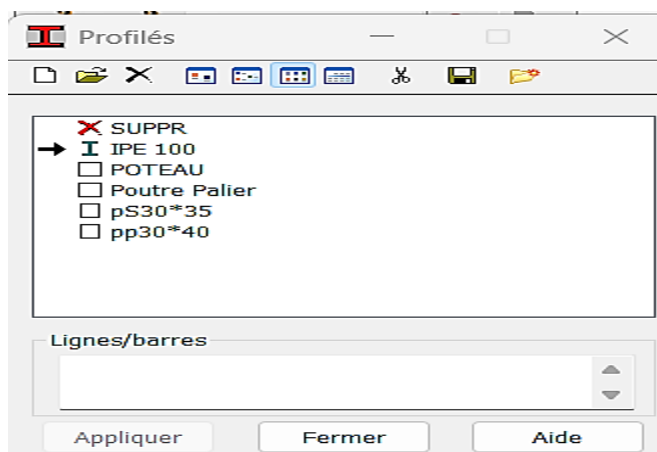 Profilés
SUPPR
IPE 100
POTEAU
Poutre Palier
pS30*35
pp30*40
Lignes/barres
Appliquer Fermer Aide